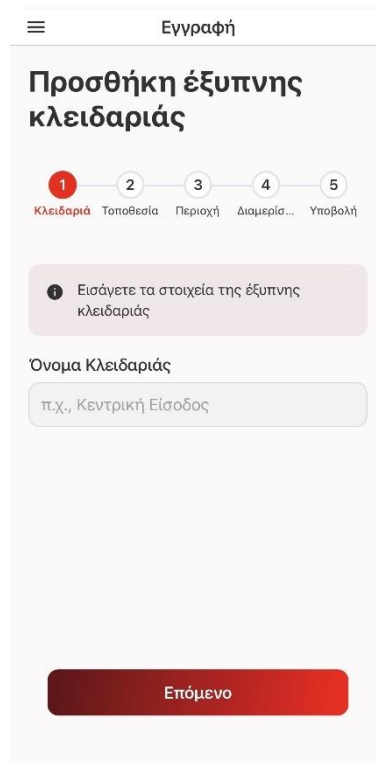 Εγγραφή
Προσθήκη έξυπνης
κλειδαριάς
1 2 3 4 5
Κλειδαριά Τοποθεσία Περιοχή Διαμερίσ... Υποβολή
Εισάγετε τα στοιχεία της έξυπνης
κλειδαριάς
Όνομα Κλειδαριάς
π.χ., Κεντρική Είσοδος
Επόμενο